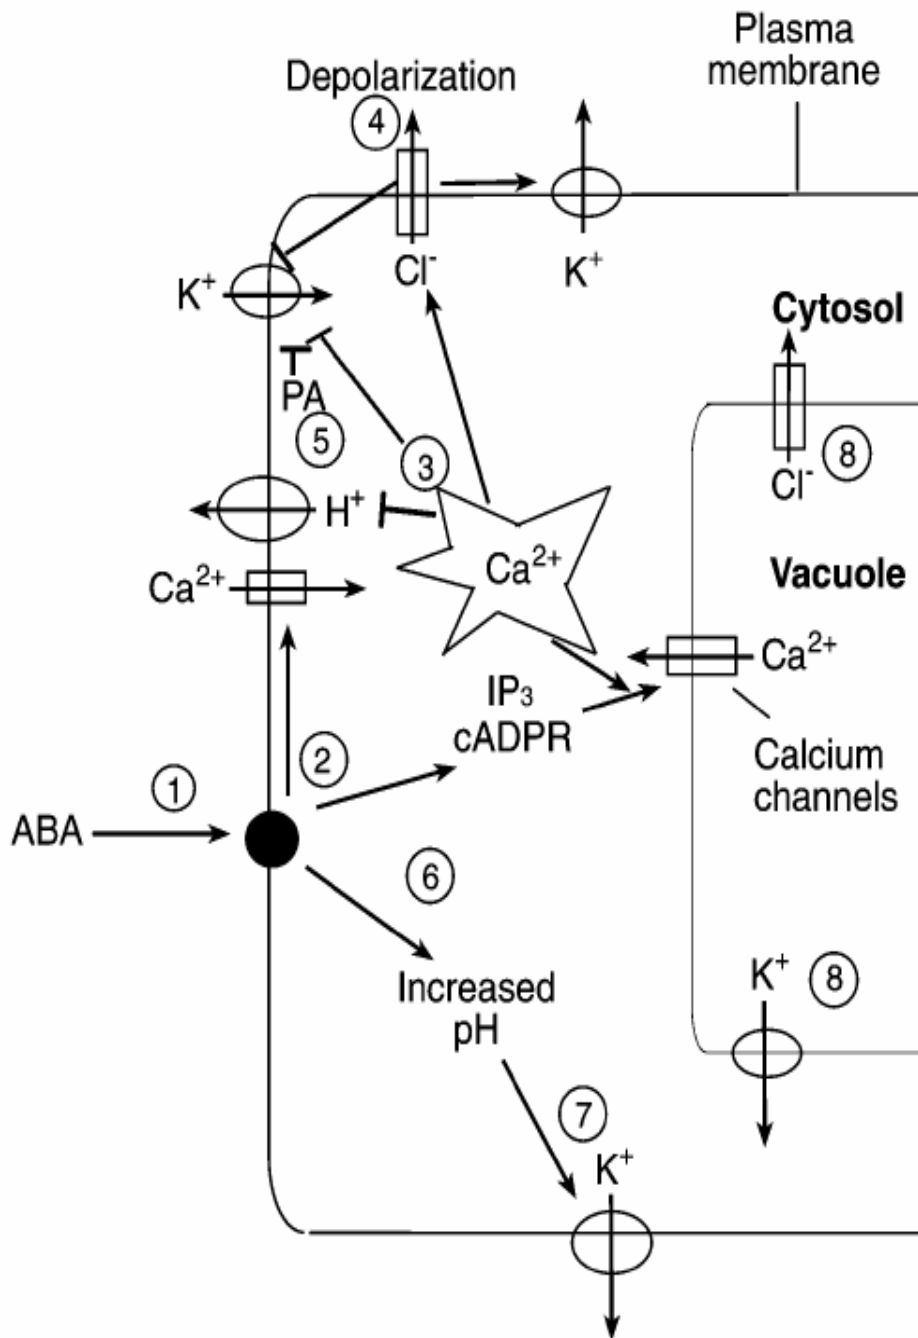 Plasma
membrane
Depolarization
4
K⁺
Cl⁻
K⁺
Cytosol
PA
5
3
Cl⁻
8
H⁺
Ca²⁺
Ca²⁺
Vacuole
Ca²⁺
IP₃
cADPR
2
Calcium
channels
1
ABA
6
K⁺
8
Increased
pH
7
K⁺